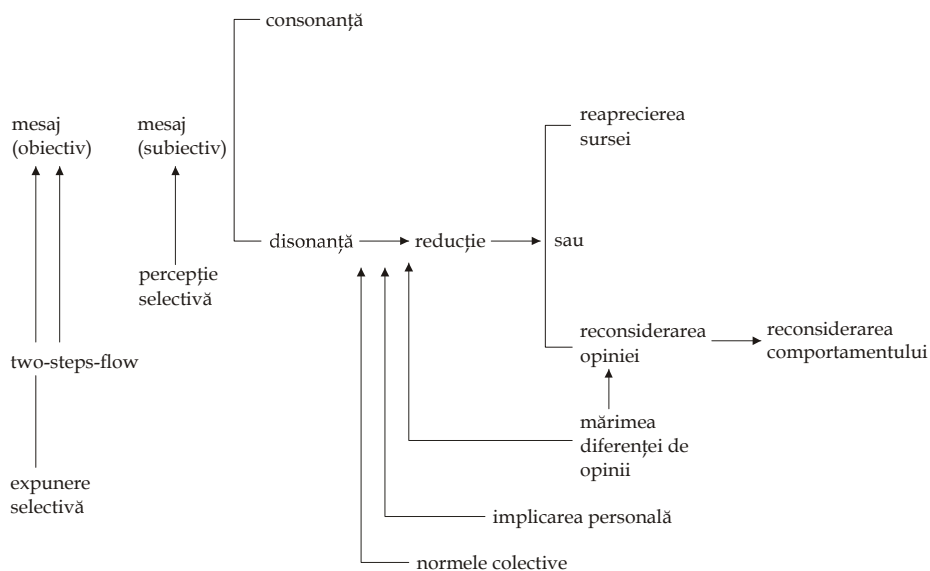 consonanță
mesaj
(obiectiv)
mesaj
(subiectiv)
reaprecierea
sursei
disonanță
reducție
sau
percepție
selectivă
two-steps-flow
reconsiderarea
opiniei
reconsiderarea
comportamentului
mărimea
diferenței de
opinii
expunere
selectivă
implicarea personală
normele colective